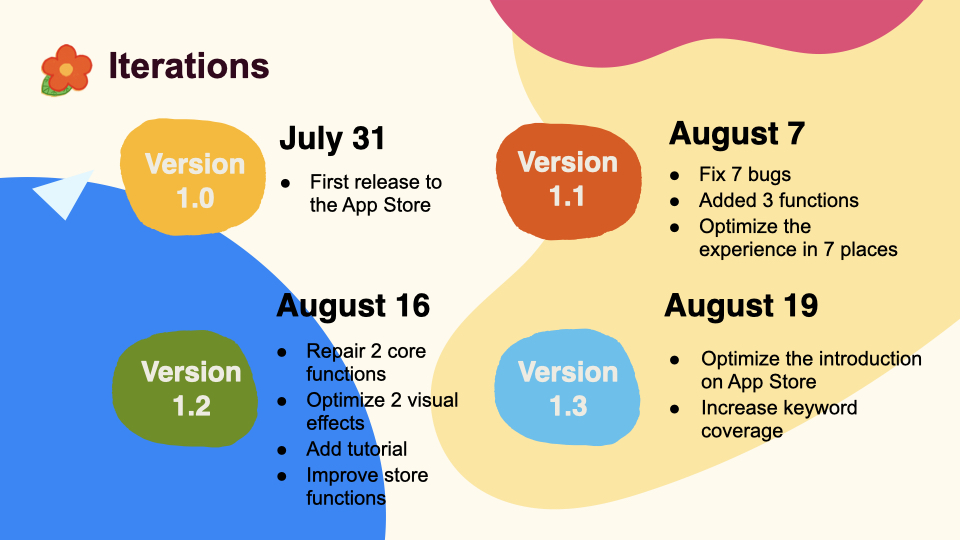 Iterations
Version
1.0
July 31
● First release to
the App Store
Version
1.1
August 7
● Fix 7 bugs
● Added 3 functions
● Optimize the
experience in 7 places
Version
1.2
August 16
● Repair 2 core
functions
● Optimize 2 visual
effects
● Add tutorial
● Improve store
functions
Version
1.3
August 19
● Optimize the introduction
on App Store
● Increase keyword
coverage